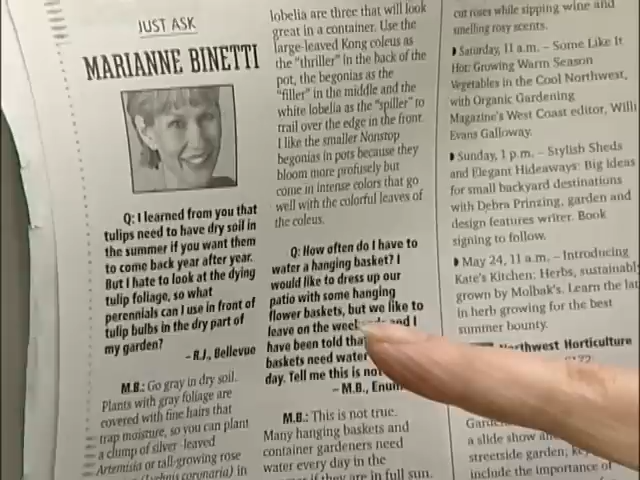 JUST ASK
MARIANNE BINETTI
Q: I learned from you that
tulips need to have dry soil in
the summer if you want them
to come back year after year.
But I hate to look at the dying
tulip foliage, so what
perennials can I use in front of
tulip bulbs in the dry part of
my garden?
– R.J., Bellevue
M.B.: Go gray in dry soil.
Plants with gray foliage are
covered with fine hairs that
trap moisture, so you can plant
a clump of silver-leaved
Artemisia or tall-growing rose
coronaria) in
lobelia are three that will look
great in a container. Use the
large-leaved Kong coleus as
the "thriller" in the back of the
pot, the begonias as the
"filler" in the middle and the
white lobelia as the "spiller" to
trail over the edge in the front.
I like the smaller Nonstop
begonias in pots because they
bloom more profusely but
come in intense colors that go
well with the colorful leaves of
the coleus.
Q: How often do I have to
water a hanging basket? I
would like to dress up our
patio with some hanging
flower baskets, but we like to
leave on the and I
have been told
baskets need
day. Tell me this is
– M.B.,
M.B.: This is not true.
Many hanging baskets and
container gardeners need
water every day in the
if they are in full sun.
cut roses while sipping wine and
smelling rosy scents.
Saturday, 11 a.m. – Some Like It
Hot: Growing Warm Season
Vegetables in the Cool Northwest,
with Organic Gardening
Magazine's West Coast editor, Willi
Evans Galloway.
Sunday, 1 p.m. – Stylish Sheds
and Elegant Hideaways: Big Ideas
for small backyard destinations
with Debra Prinzing, garden and
design features writer. Book
signing to follow.
May 24, 11 a.m. – Introducing
Kate's Kitchen: Herbs, sustainabl
grown by Molbak's. Learn the lat
in herb growing for the best
summer bounty.
Horticulture
a slide show
streetside garden;
include the importance of